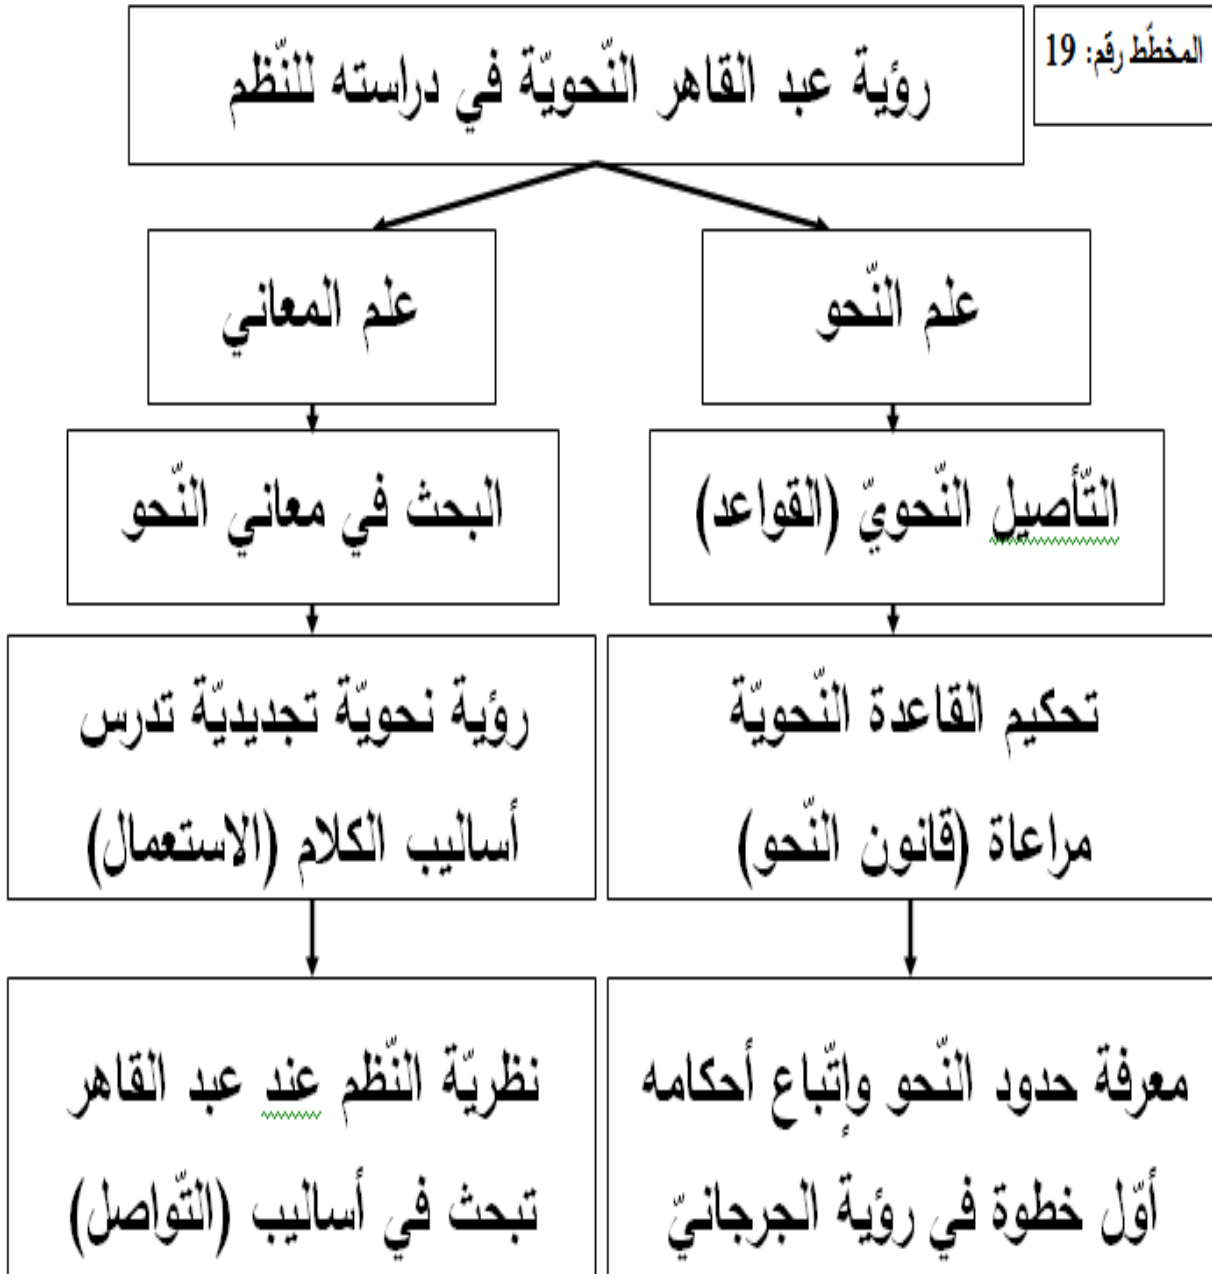 المخطّط رقم: 19
رؤية عبد القاهر النّحويّة في دراسته للنّظم
علم النّحو
علم المعاني
التّأصيل النّحويّ (القواعد)
البحث في معاني النّحو
تحكيم القاعدة النّحويّة
مراعاة (قانون النّحو)
رؤية نحويّة تجديديّة تدرس
أساليب الكلام (الاستعمال)
معرفة حدود النّحو وإتّباع أحكامه
أوّل خطوة في رؤية الجرجانيّ
نظريّة النّظم عند عبد القاهر
تبحث في أساليب (التّواصل)